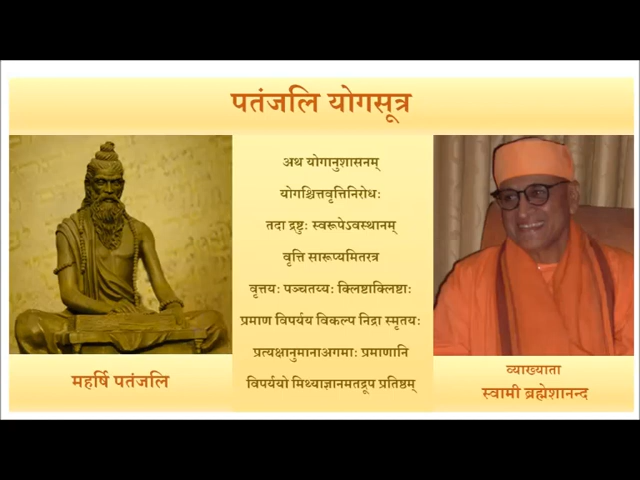 पतंजलि योगसूत्र
अथ योगानुशासनम्
योगश्चित्तवृत्तिनिरोधः
तदा द्रष्टुः स्वरूपेऽवस्थानम्
वृत्ति सारूप्यमितरत्र
वृत्तयः पञ्चतय्यः क्लिष्टाक्लिष्टाः
प्रमाण विपर्यय विकल्प निद्रा स्मृतयः
प्रत्यक्षानुमानाअगमाः प्रमाणानि
विपर्ययो मिथ्याज्ञानमतद्रूप प्रतिष्ठम्
महर्षि पतंजलि
व्याख्याता
स्वामी ब्रह्मेशानन्द